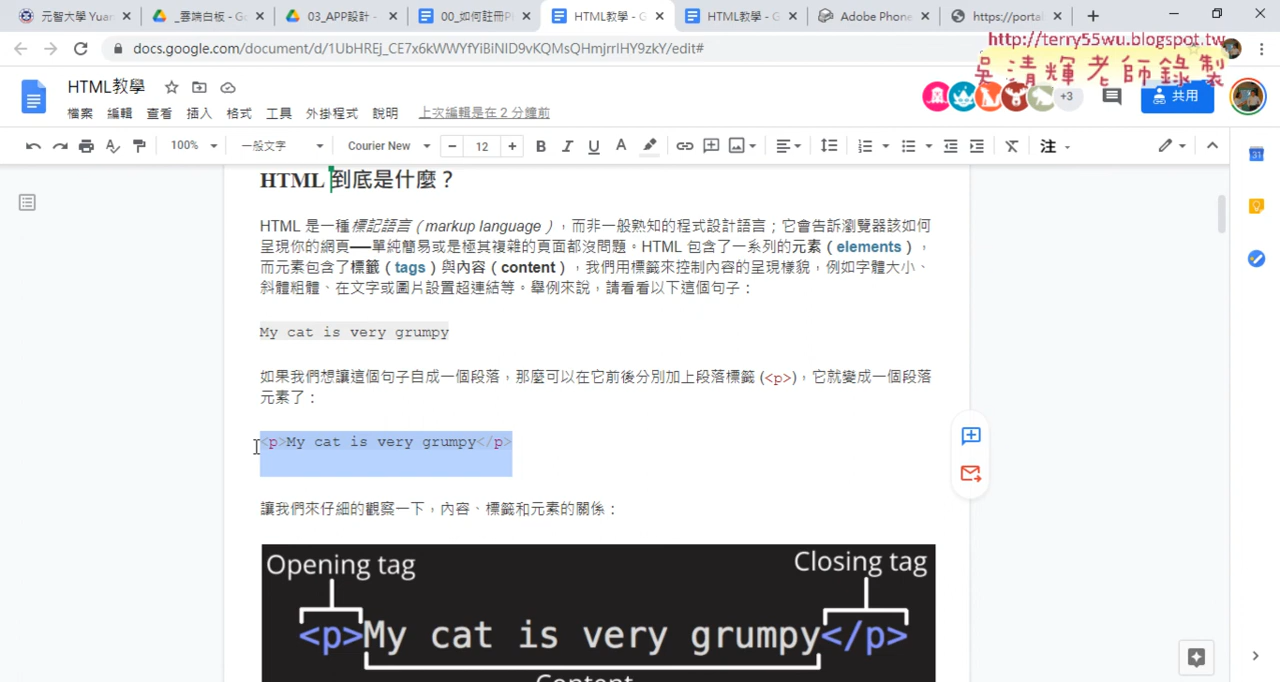 元智大學 Yuan
_雲端白板 - Go
03_APP設計 -
00_如何註冊Ph
HTML教學 - G
HTML教學 - G
Adobe Phone
https://porta
docs.google.com/document/d/1UbHREj_CE7x6kWWYfYiBiNID9vKQMsQHmjrrIHY9zkY/edit#
http://terry55wu.blogspot.tw
吳清輝老師錄製
HTML教學
檔案 編輯 查看 插入 格式 工具 外掛程式 說明 上次編輯是在 2 分鐘前
+3
共用
100% 一般文字 Courier New 12 B I U A 注
31
HTML 到底是什麼？
HTML 是一種標記語言（markup language），而非一般熟知的程式設計語言；它會告訴瀏覽器該如何
呈現你的網頁──單純簡易或是極其複雜的頁面都沒問題。HTML 包含了一系列的元素（elements），
而元素包含了標籤（tags）與內容（content），我們用標籤來控制內容的呈現樣貌，例如字體大小、
斜體粗體、在文字或圖片設置超連結等。舉例來說，請看看以下這個句子：
My cat is very grumpy
如果我們想讓這個句子自成一個段落，那麼可以在它前後分別加上段落標籤 (<p>)，它就變成一個段落
元素了：
<p>My cat is very grumpy</p>
讓我們來仔細的觀察一下，內容、標籤和元素的關係：
Opening tag
Closing tag
<p>My cat is very grumpy</p>
Content